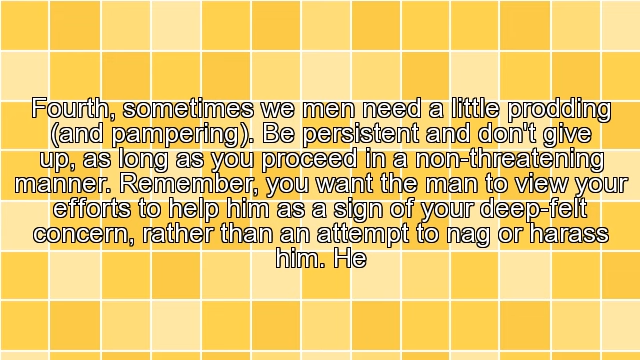 Fourth, sometimes we men need a little prodding
(and pampering). Be persistent and don't give
up, as long as you proceed in a non-threatening
manner. Remember, you want the man to view your
efforts to help him as a sign of your deep-felt
concern, rather than an attempt to nag or harass
him. He